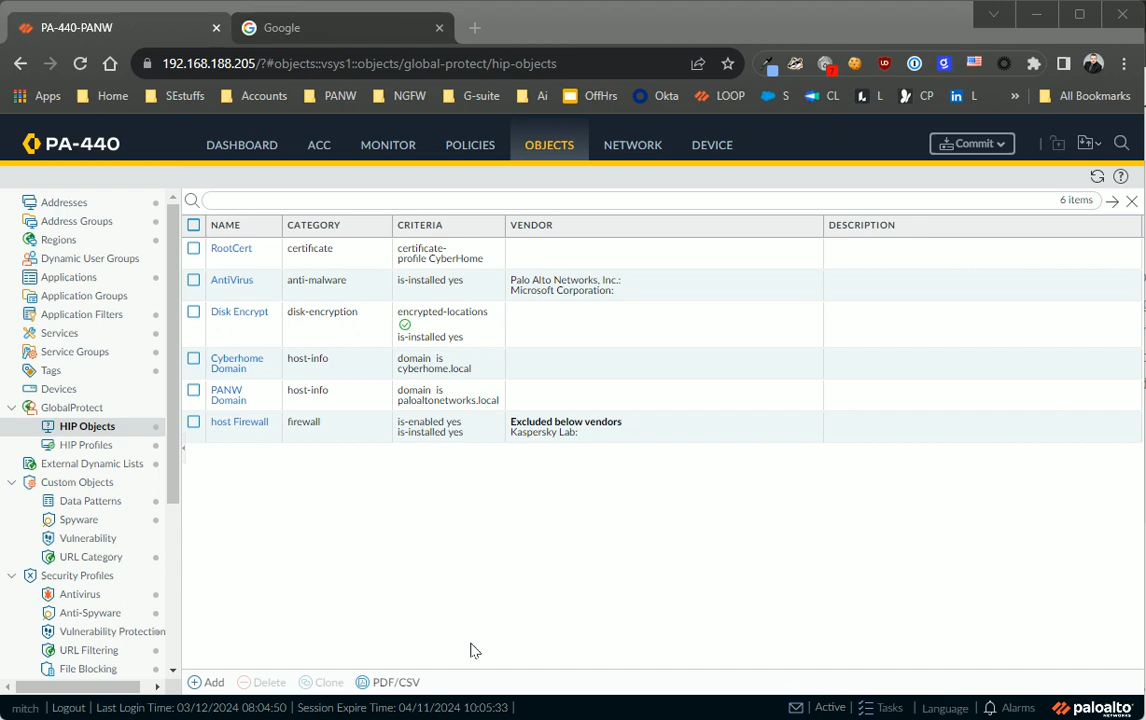 PA-440-PANW
Google
192.168.188.205/?#objects::vsys1::objects/global-protect/hip-objects
7
Apps
Home
SEstuffs
Accounts
PANW
NGFW
G-suite
Ai
OffHrs
Okta
LOOP
S
CL
L
CP
L
»
All Bookmarks
PA-440
DASHBOARD
ACC
MONITOR
POLICIES
OBJECTS
NETWORK
DEVICE
Commit
Addresses
Address Groups
Regions
Dynamic User Groups
Applications
Application Groups
Application Filters
Services
Service Groups
Tags
Devices
GlobalProtect
HIP Objects
HIP Profiles
External Dynamic Lists
Custom Objects
Data Patterns
Spyware
Vulnerability
URL Category
Security Profiles
Antivirus
Anti-Spyware
Vulnerability Protection
URL Filtering
File Blocking
6 items
NAME CATEGORY CRITERIA VENDOR DESCRIPTION
RootCert certificate certificate-
profile CyberHome
AntiVirus anti-malware is-installed yes Palo Alto Networks, Inc.:
Microsoft Corporation:
Disk Encrypt disk-encryption encrypted-locations
is-installed yes
Cyberhome host-info domain is
Domain cyberhome.local
PANW host-info domain is
Domain paloaltonetworks.local
host Firewall firewall is-enabled yes Excluded below vendors
is-installed yes Kaspersky Lab:
Add
Delete
Clone
PDF/CSV
mitch | Logout | Last Login Time: 03/12/2024 08:04:50 | Session Expire Time: 04/11/2024 10:05:33 |
| Active | Tasks | Language | Alarms
paloalto
NETWORKS